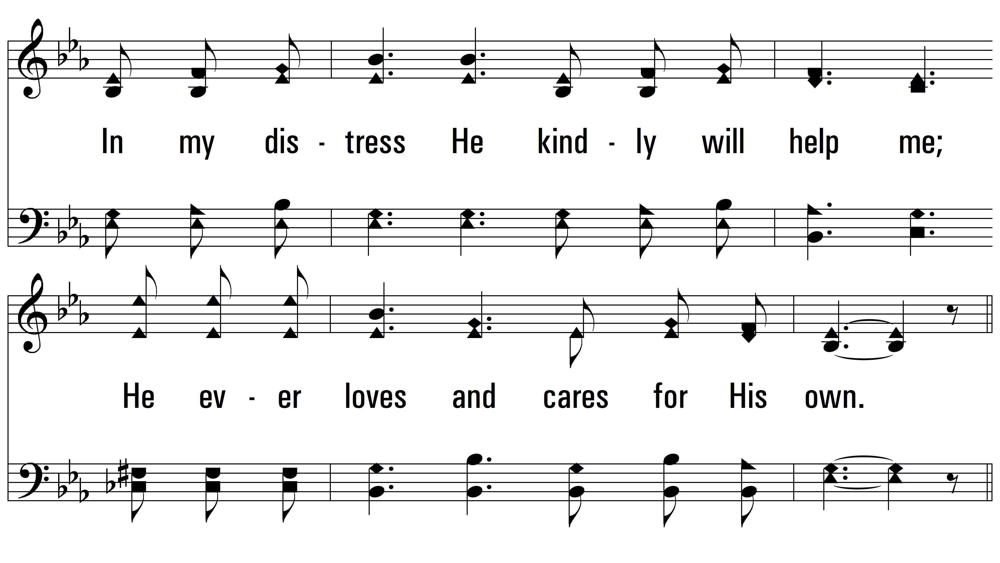 In my dis - tress He kind - ly will help me;
He ev - er loves and cares for His own.